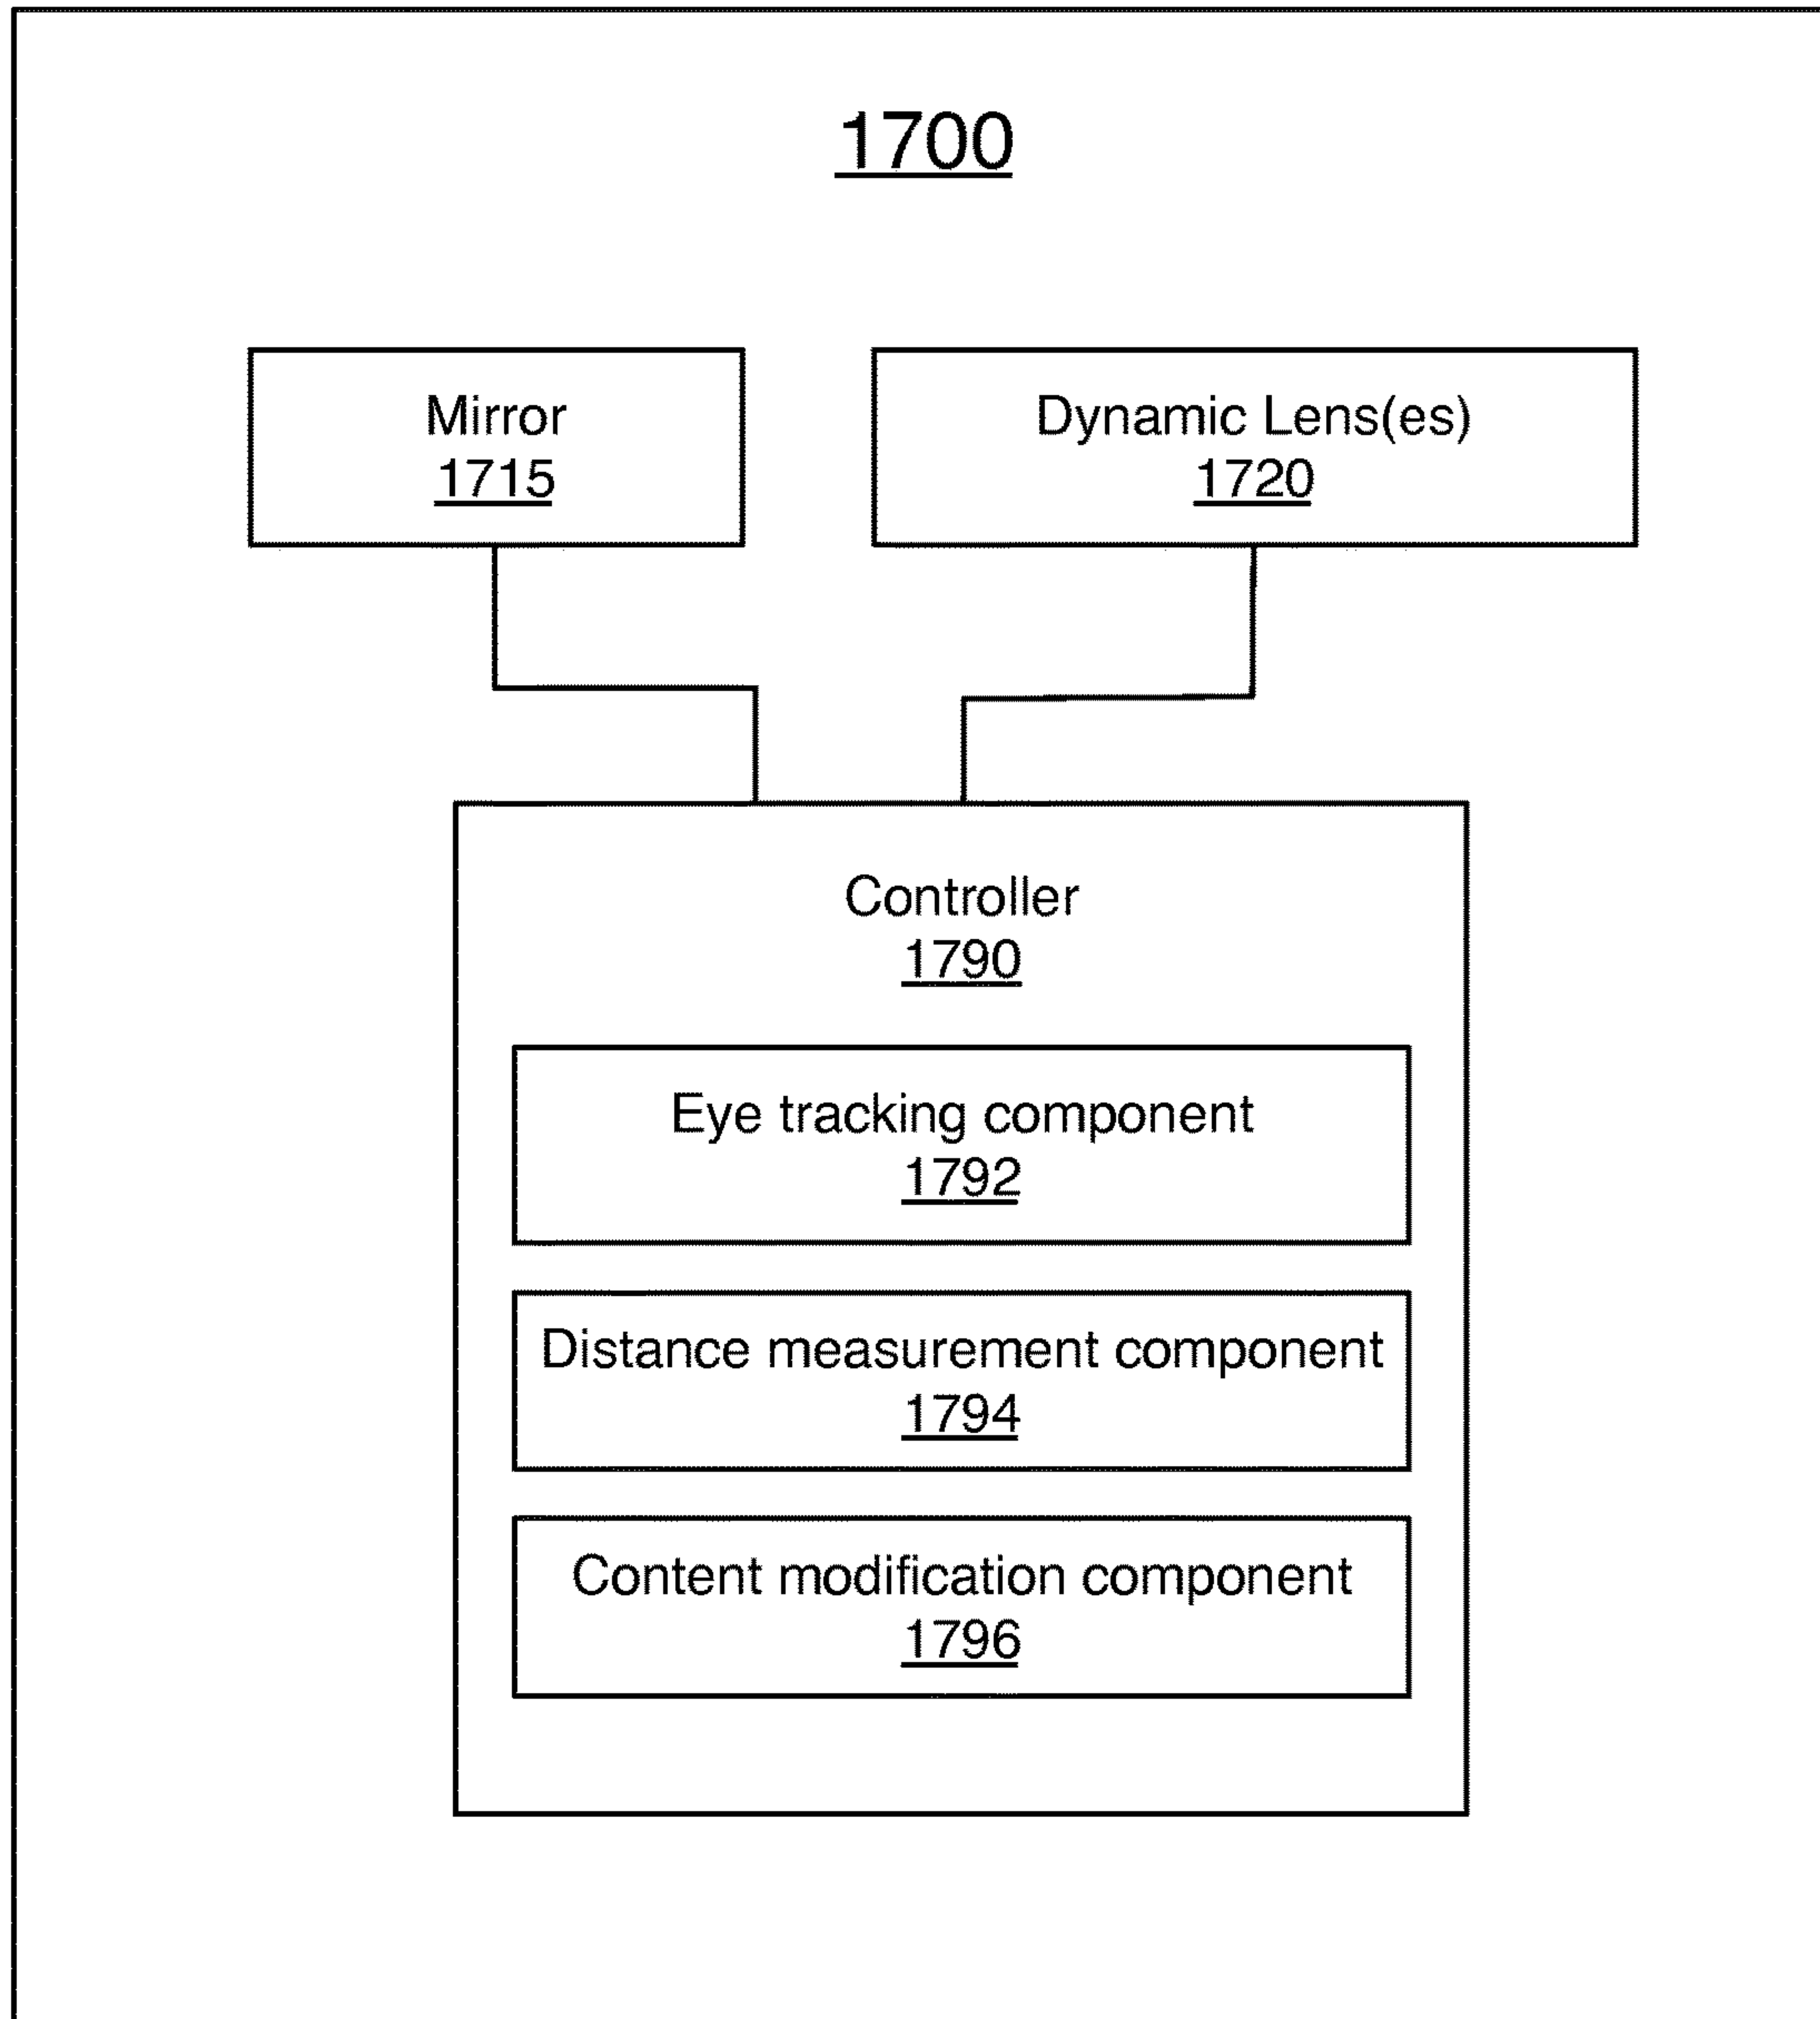 1700
Mirror
1715
Dynamic Lens(es)
1720
Controller
1790
Eye tracking component
1792
Distance measurement component
1794
Content modification component
1796